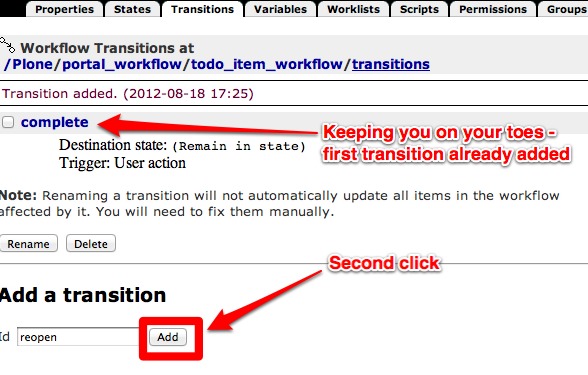 Properties States Transitions Variables Worklists Scripts Permissions Groups
Workflow Transitions at
/Plone/portal_workflow/todo_item_workflow/transitions
Transition added. (2012-08-18 17:25)
complete
Keeping you on your toes -
first transition already added
Destination state: (Remain in state)
Trigger: User action
Note: Renaming a transition will not automatically update all items in the workflow
affected by it. You will need to fix them manually.
Rename Delete
Second click
Add a transition
Id reopen Add